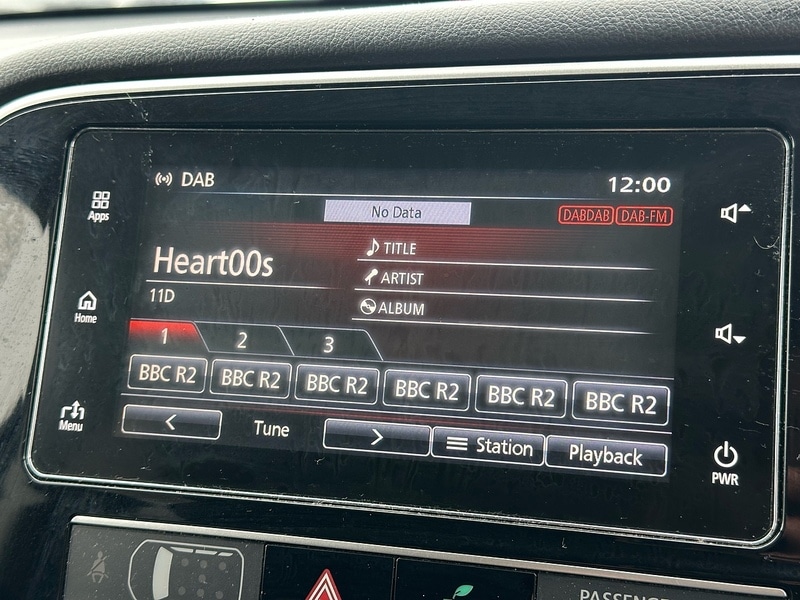 DAB
12:00
No Data
DABDAB DAB-FM
Apps
Heart00s
TITLE
ARTIST
11D
ALBUM
Home
1 2 3
BBC R2 BBC R2 BBC R2 BBC R2 BBC R2 BBC R2
Menu
< Tune > Station Playback
PWR